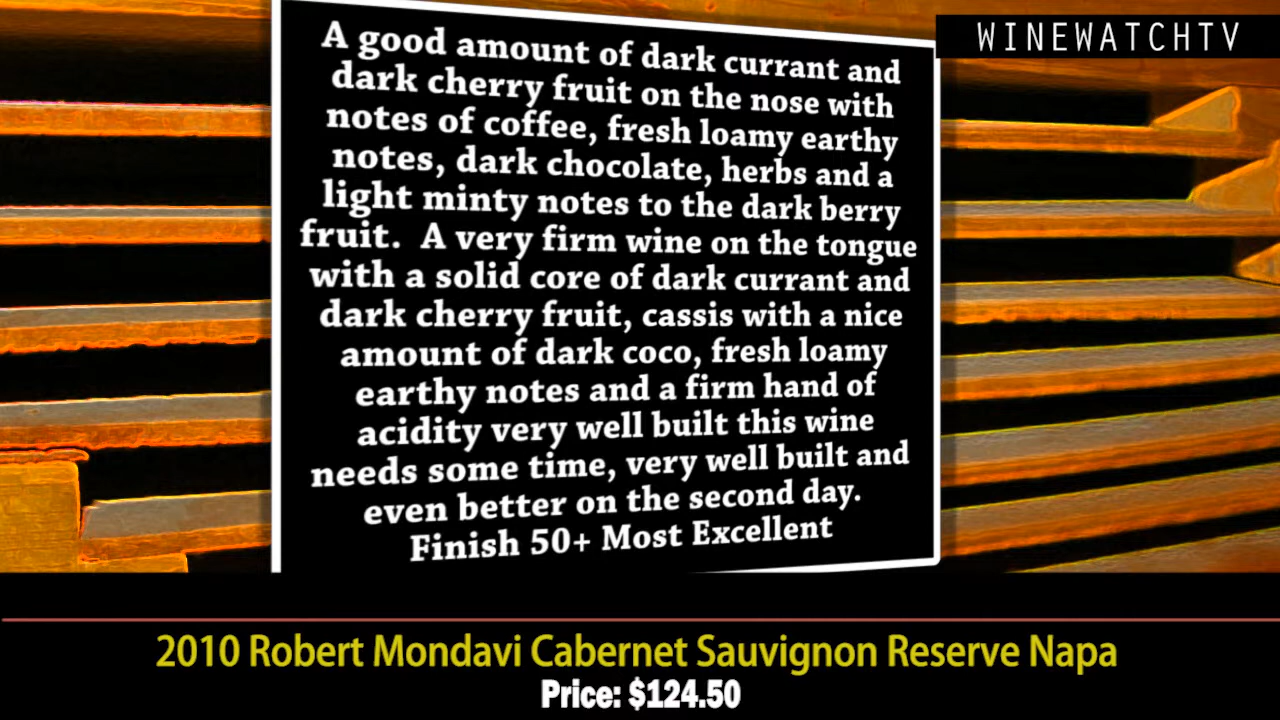 WINEWATCHTV
A good amount of dark currant and
dark cherry fruit on the nose with
notes of coffee, fresh loamy earthy
notes, dark chocolate, herbs and a
light minty notes to the dark berry
fruit.  A very firm wine on the tongue
with a solid core of dark currant and
dark cherry fruit, cassis with a nice
amount of dark coco, fresh loamy
earthy notes and a firm hand of
acidity very well built this wine
needs some time, very well built and
even better on the second day.
Finish 50+ Most Excellent
2010 Robert Mondavi Cabernet Sauvignon Reserve Napa
Price: $124.50